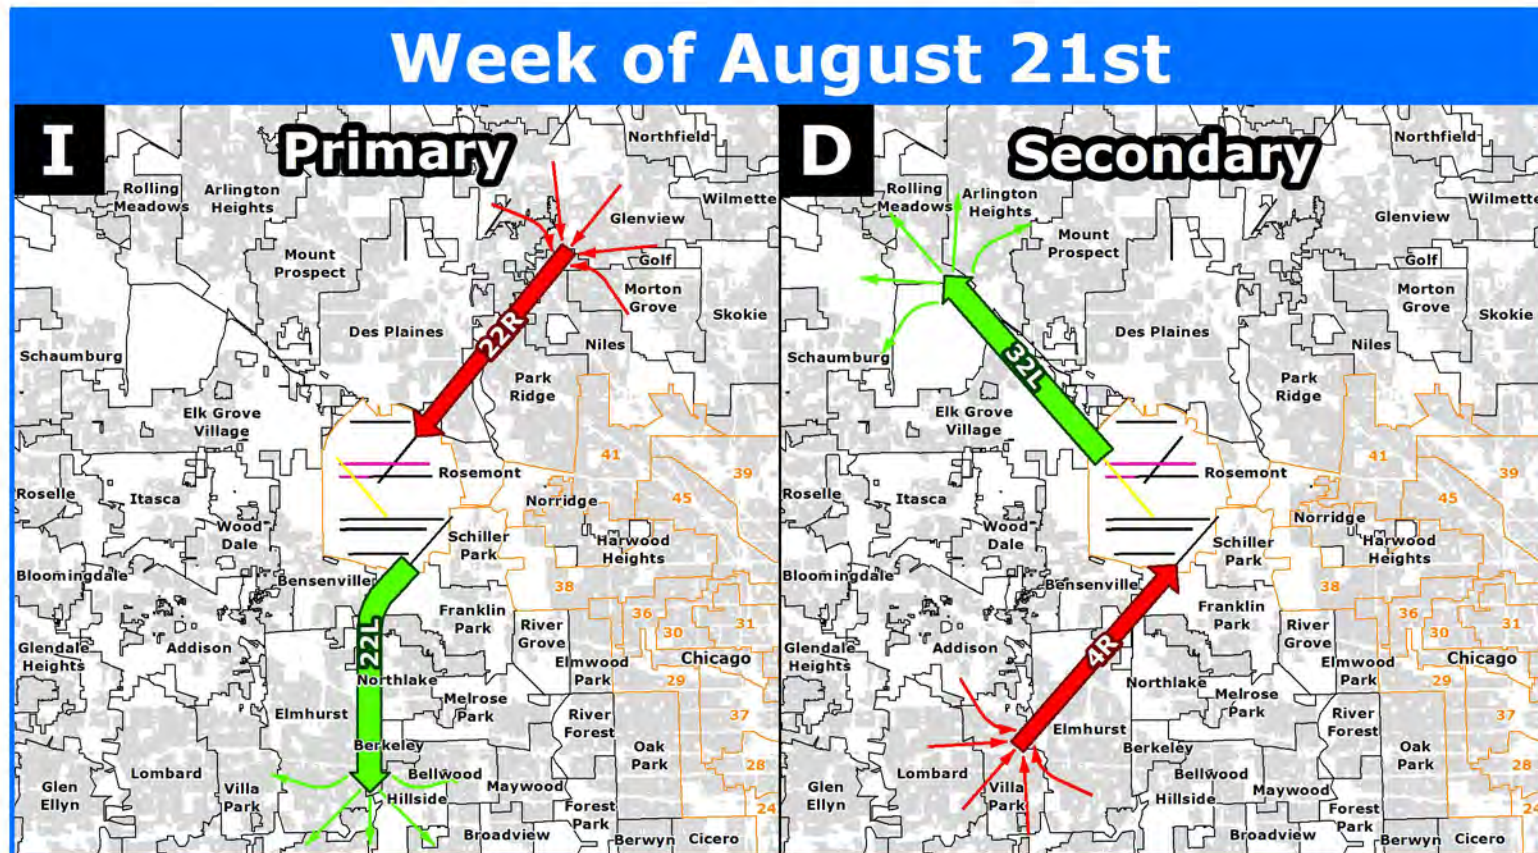 Week of August 21st
I
Primary
Northfield
Rolling
Meadows
Arlington
Heights
Wilmette
Glenview
Mount
Prospect
Golf
Morton
Grove
Skokie
Des Plaines
22R
Niles
Schaumburg
Park
Ridge
Elk Grove
Village
41
39
Rosemont
45
Roselle
Itasca
Norridge
Wood
Dale
Schiller
Park
Harwood
Heights
Bloomingdale
Bensenville
38
Franklin
Park
36
31
River
Grove
30
Glendale
Heights
Addison
22L
Chicago
Elmwood
Park
29
Northlake
Melrose
Park
Elmhurst
River
Forest
37
Berkeley
Oak
Park
28
Lombard
Bellwood
Glen
Ellyn
Villa
Park
Maywood
Hillside
Forest
Park
24
Broadview
Berwyn
Cicero
D
Secondary
Northfield
Rolling
Meadows
Arlington
Heights
Wilmette
Glenview
Mount
Prospect
Golf
Morton
Grove
Skokie
Des Plaines
Niles
Schaumburg
32L
Park
Ridge
Elk Grove
Village
41
39
Rosemont
45
Roselle
Itasca
Norridge
Wood
Dale
Schiller
Park
Harwood
Heights
Bloomingdale
Bensenville
38
Franklin
Park
36
31
River
Grove
30
Glendale
Heights
Addison
4R
Chicago
Elmwood
Park
29
Northlake
Melrose
Park
Elmhurst
River
Forest
37
Berkeley
Oak
Park
28
Lombard
Bellwood
Glen
Ellyn
Villa
Park
Maywood
Hillside
Forest
Park
24
Broadview
Berwyn
Cicero